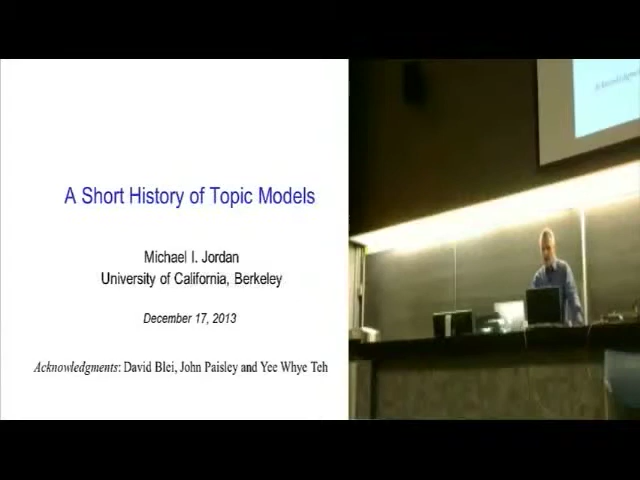 A Short History of Topic Models
Michael I. Jordan
University of California, Berkeley
December 17, 2013
Acknowledgments: David Blei, John Paisley and Yee Whye Teh